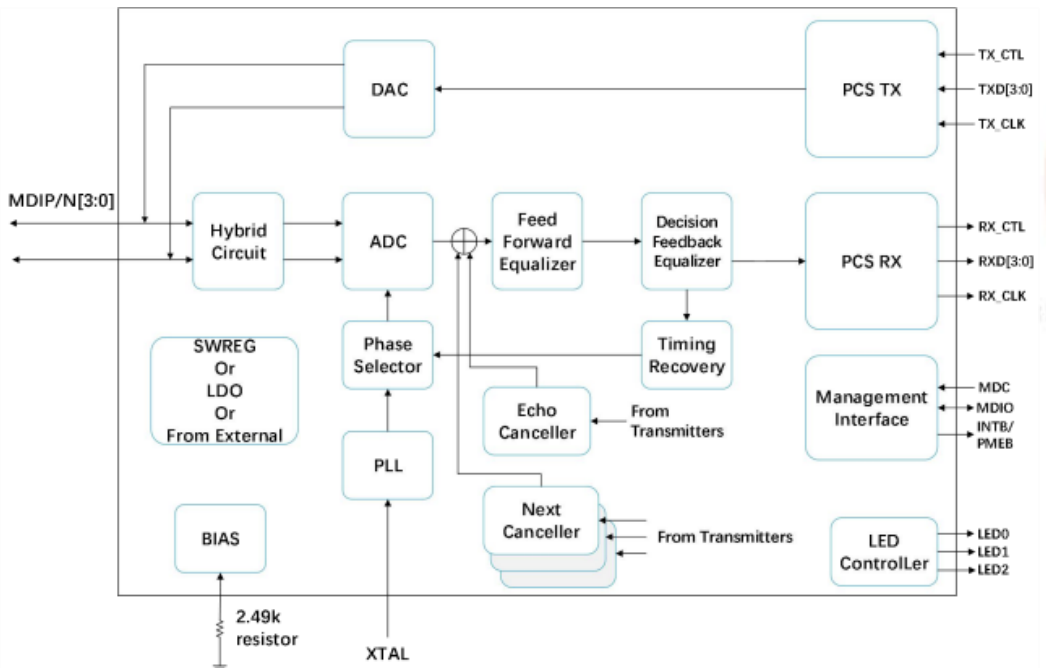 DAC
PCS TX
TX_CTL
TXD[3:0]
TX_CLK
MDIP/N[3:0]
Hybrid
Circuit
ADC
Feed
Forward
Equalizer
Decision
Feedback
Equalizer
PCS RX
RX_CTL
RXD[3:0]
RX_CLK
SWREG
Or
LDO
Or
From External
Phase
Selector
Timing
Recovery
Echo
Canceller
From
Transmitters
Management
Interface
MDC
MDIO
INTB/
PMEB
PLL
Next
Canceller
From Transmitters
BIAS
LED
ControlLer
LED0
LED1
LED2
2.49k
resistor
XTAL